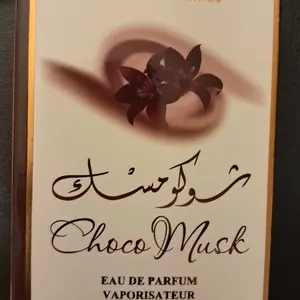 شوكو مسك
Choco Musk
EAU DE PARFUM
VAPORISATEUR